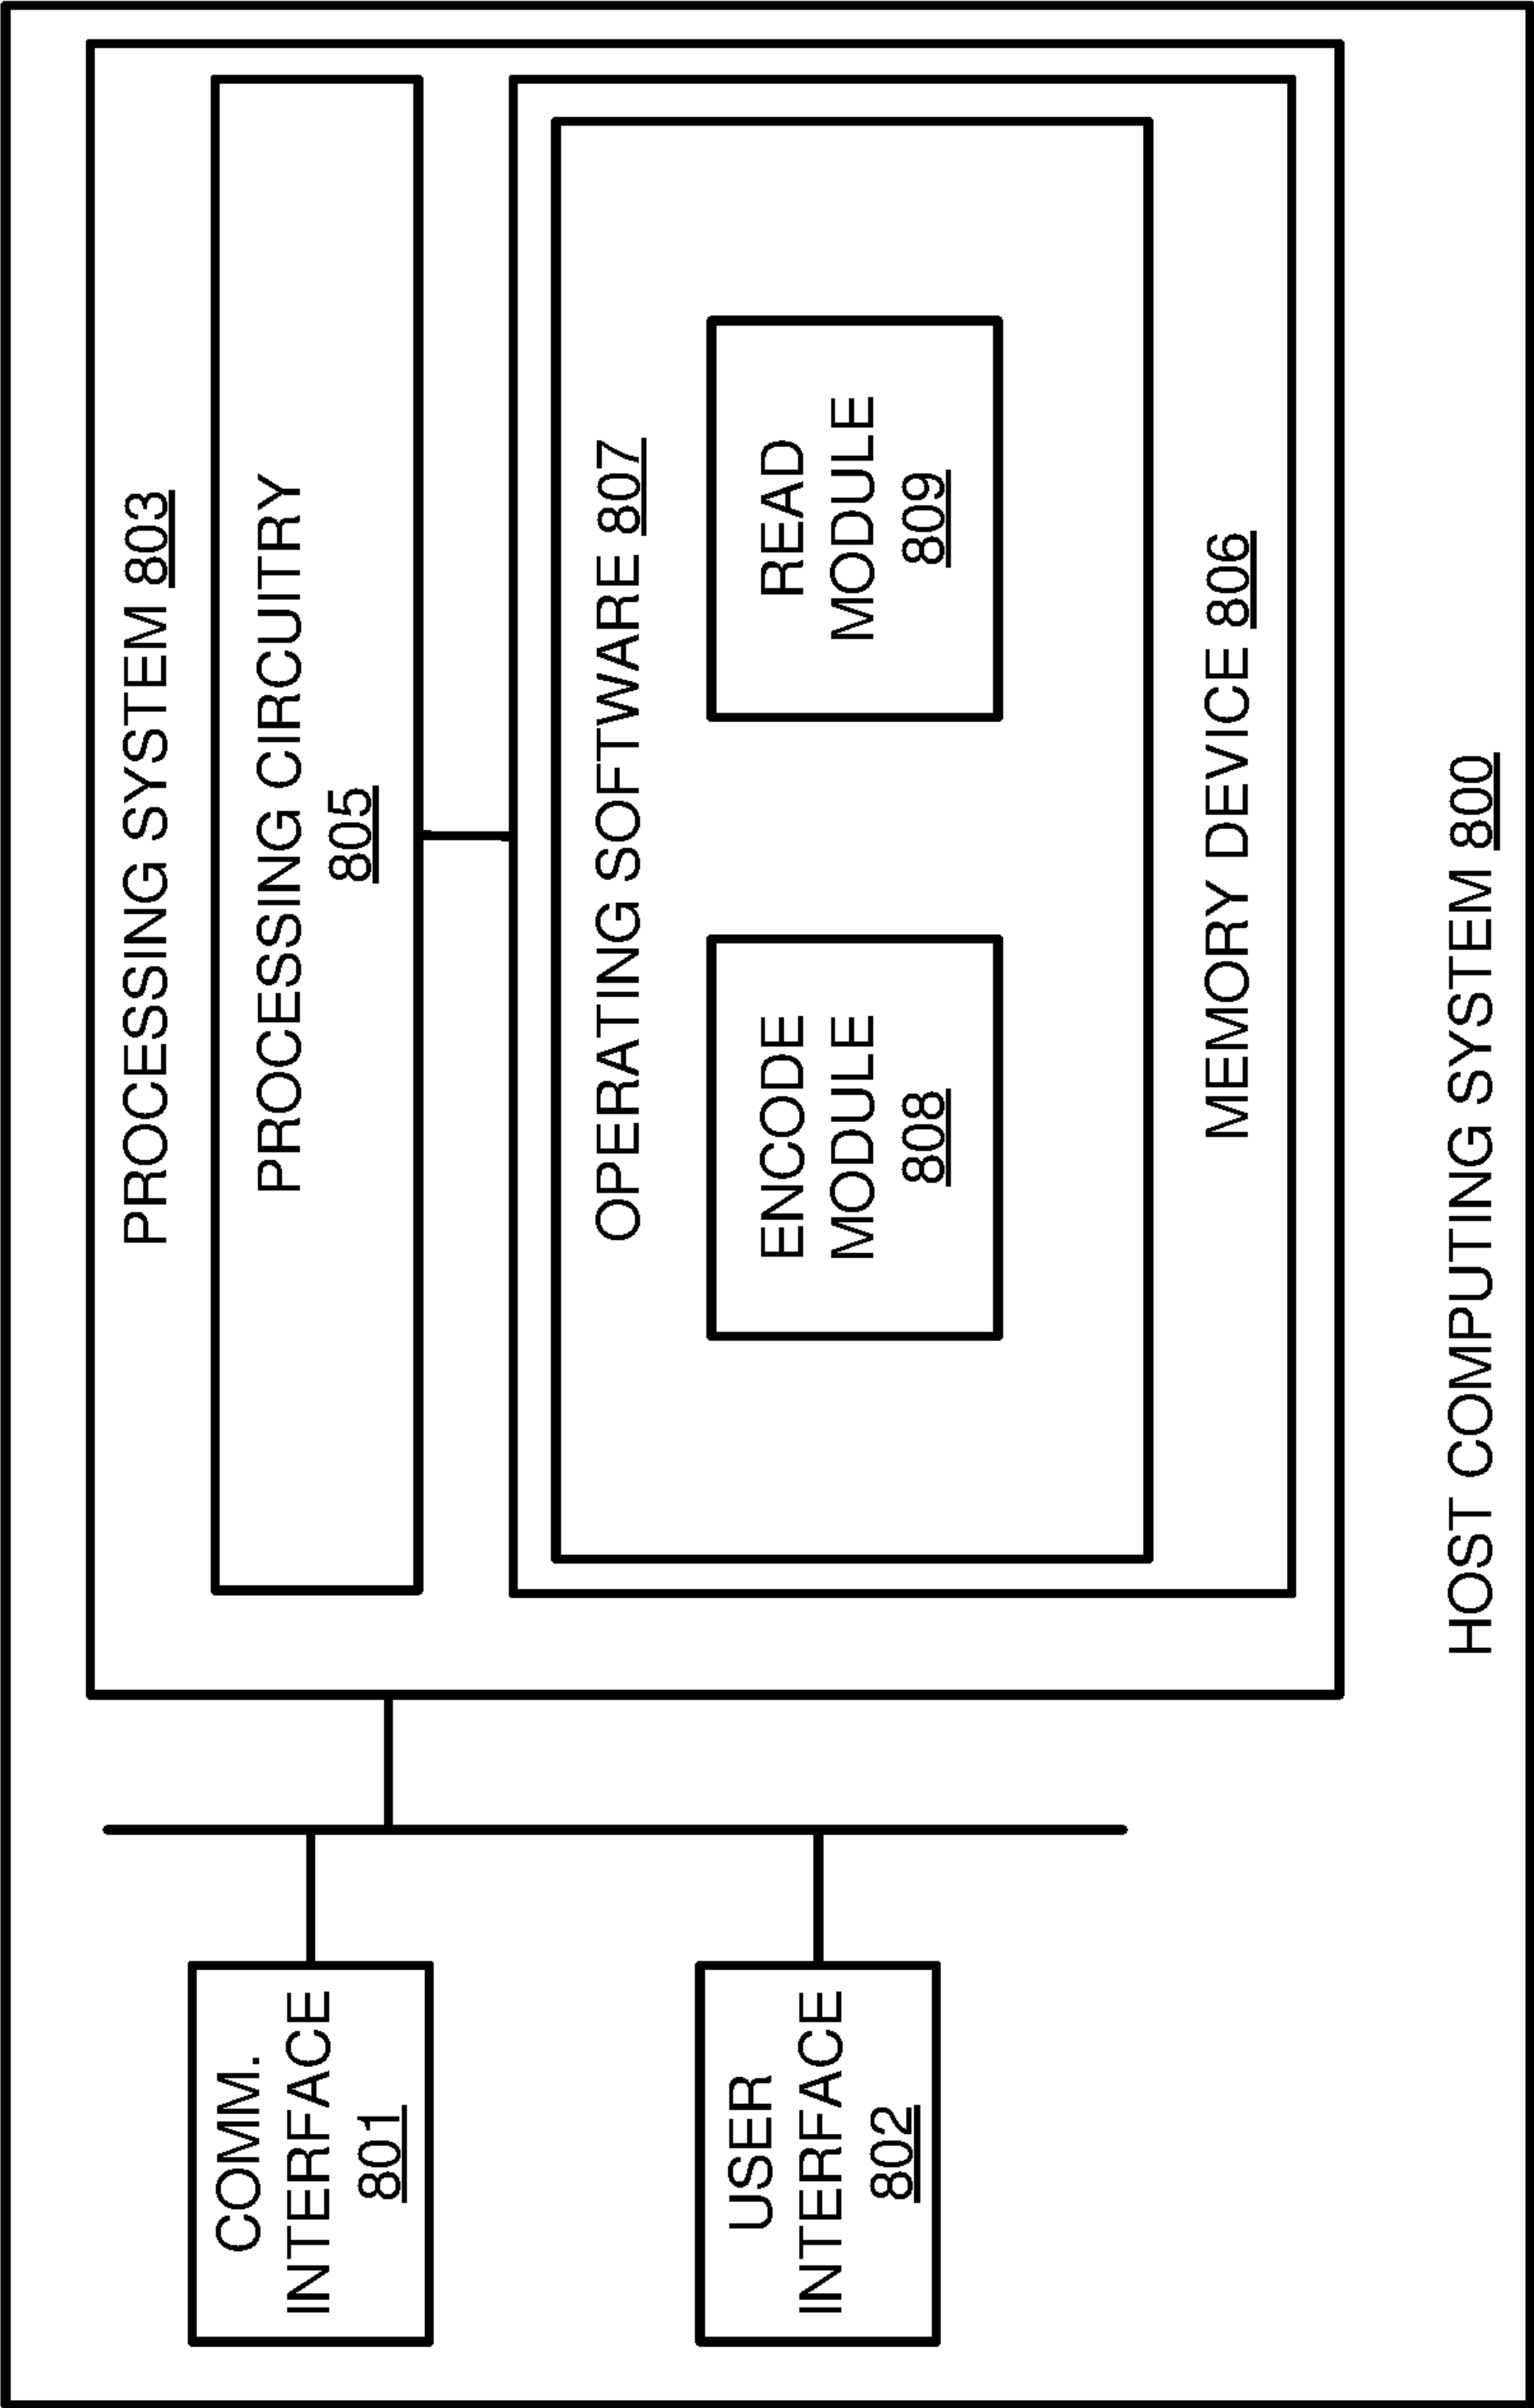 COMM.
INTERFACE
801
USER
INTERFACE
802
PROCESSING SYSTEM 803
PROCESSING CIRCUITRY
805
OPERATING SOFTWARE 807
ENCODE
MODULE
808
READ
MODULE
809
MEMORY DEVICE 806
HOST COMPUTING SYSTEM 800